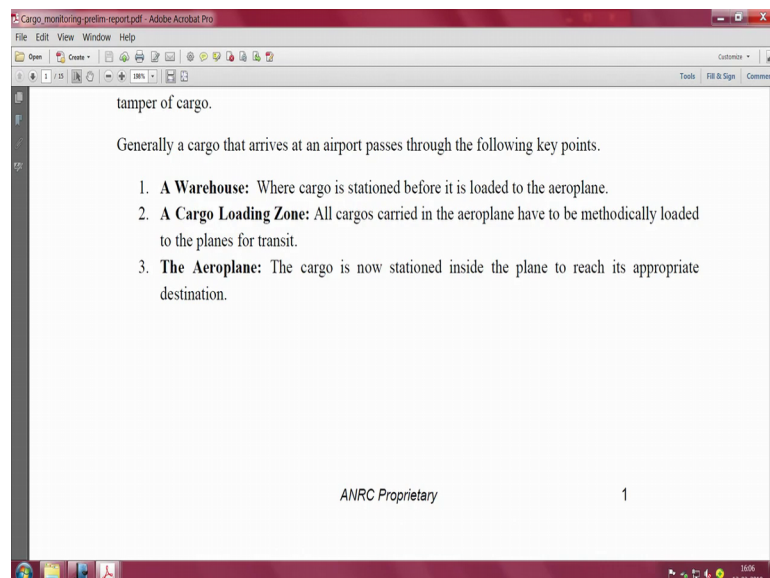 Cargo_monitoring-prelim-report.pdf - Adobe Acrobat Pro
File Edit View Window Help
Open Create Customize
1 / 15 198% Tools Fill & Sign Comme
tamper of cargo.
Generally a cargo that arrives at an airport passes through the following key points.
1. A Warehouse: Where cargo is stationed before it is loaded to the aeroplane.
2. A Cargo Loading Zone: All cargos carried in the aeroplane have to be methodically loaded
to the planes for transit.
3. The Aeroplane: The cargo is now stationed inside the plane to reach its appropriate
destination.
ANRC Proprietary 1
16:06